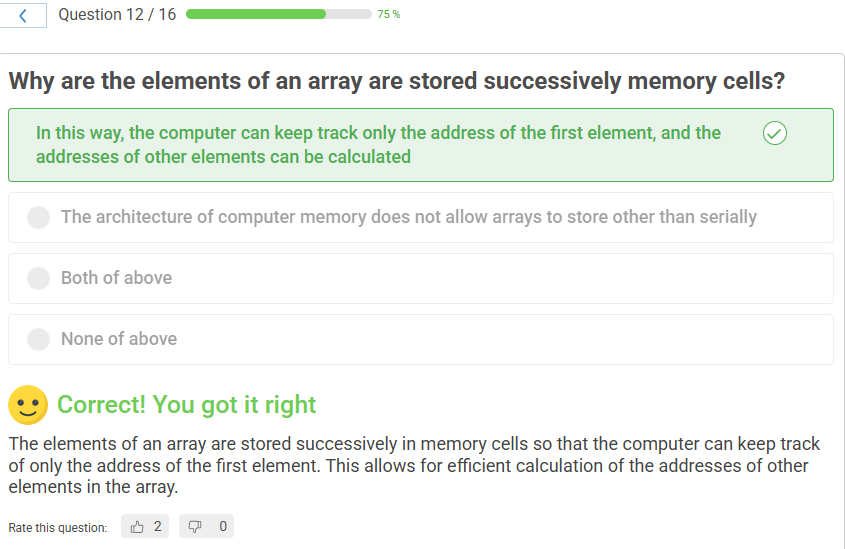 Question 12 / 16 75 %
Why are the elements of an array are stored successively memory cells?
In this way, the computer can keep track only the address of the first element, and the
addresses of other elements can be calculated
The architecture of computer memory does not allow arrays to store other than serially
Both of above
None of above
Correct! You got it right
The elements of an array are stored successively in memory cells so that the computer can keep track
of only the address of the first element. This allows for efficient calculation of the addresses of other
elements in the array.
Rate this question: 2 0